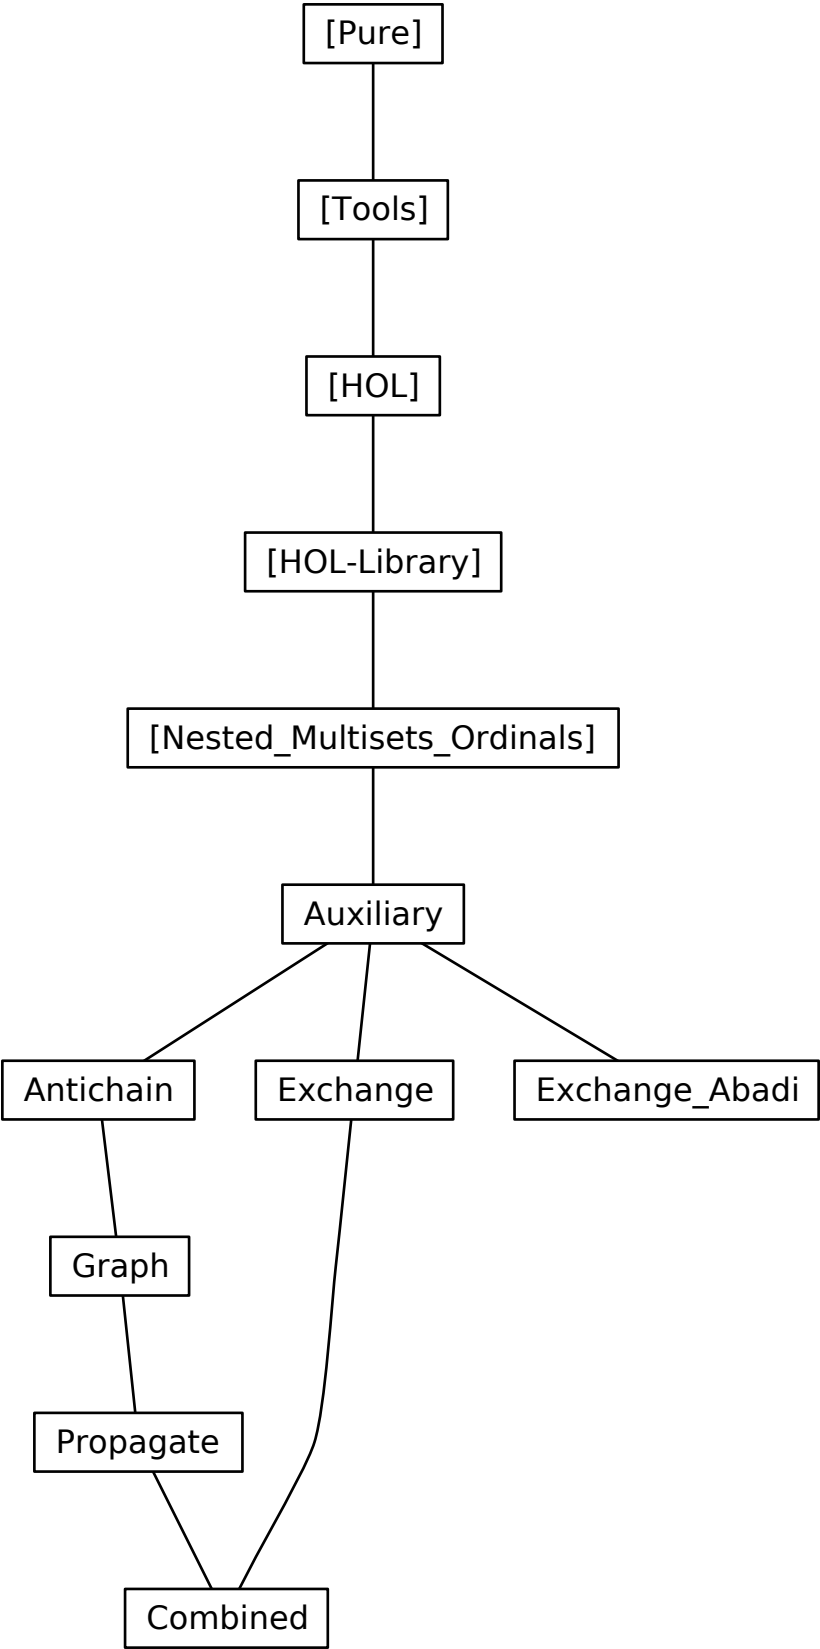 [Pure]
[Tools]
[HOL]
[HOL-Library]
[Nested_Multisets_Ordinals]
Auxiliary
Antichain
Exchange
Exchange_Abadi
Graph
Propagate
Combined